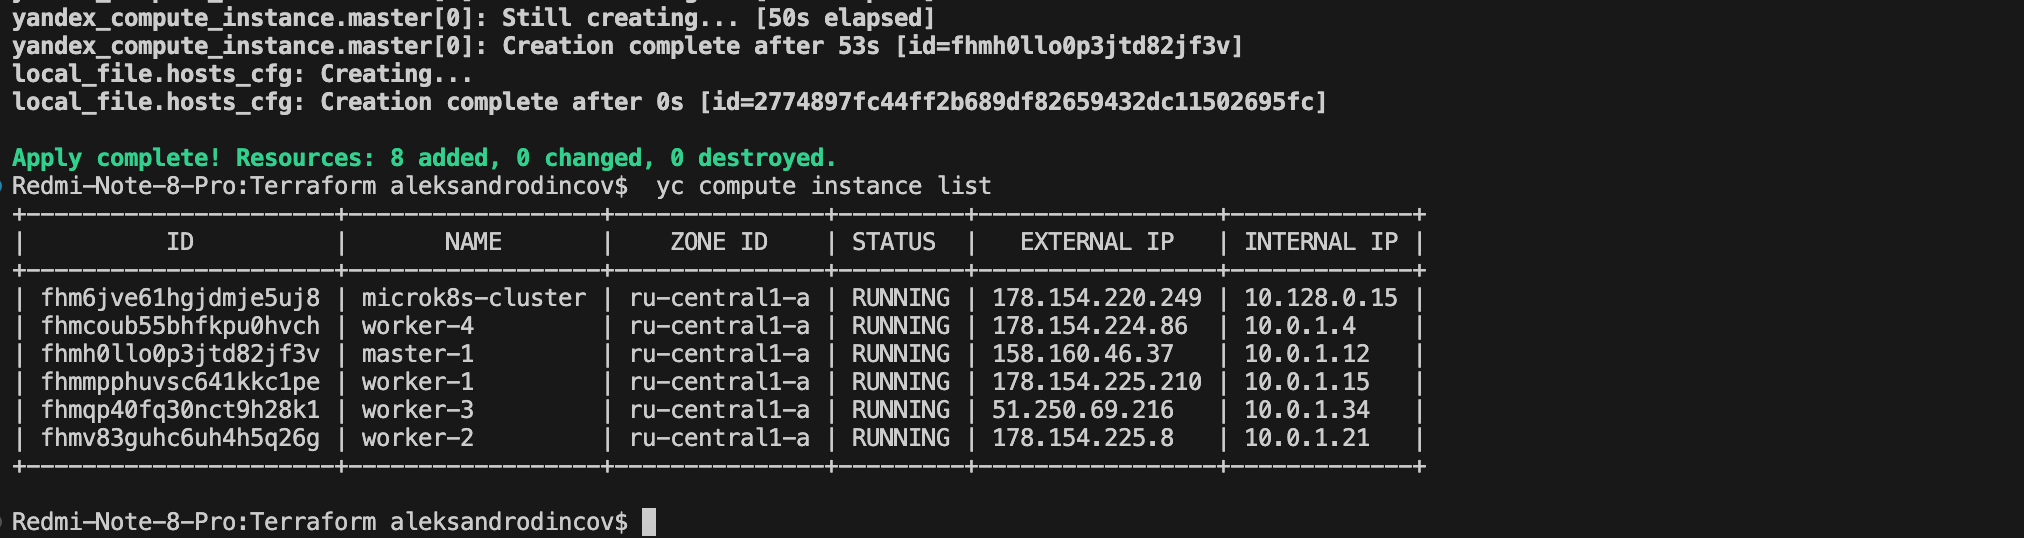 yandex_compute_instance.master[0]: Still creating... [50s elapsed]
yandex_compute_instance.master[0]: Creation complete after 53s [id=fhmh0llo0p3jtd82jf3v]
local_file.hosts_cfg: Creating...
local_file.hosts_cfg: Creation complete after 0s [id=2774897fc44ff2b689df82659432dc11502695fc]
Apply complete! Resources: 8 added, 0 changed, 0 destroyed.
Redmi-Note-8-Pro:Terraform aleksandrodincov$  yc compute instance list
+----------------------+------------------+---------------+---------+-----------------+-------------+
|          ID          |       NAME       |    ZONE ID    | STATUS  |   EXTERNAL IP   | INTERNAL IP |
+----------------------+------------------+---------------+---------+-----------------+-------------+
| fhm6jve61hgjdmje5uj8 | microk8s-cluster | ru-central1-a | RUNNING | 178.154.220.249 | 10.128.0.15 |
| fhmcoub55bhfkpu0hvch | worker-4         | ru-central1-a | RUNNING | 178.154.224.86  | 10.0.1.4    |
| fhmh0llo0p3jtd82jf3v | master-1         | ru-central1-a | RUNNING | 158.160.46.37   | 10.0.1.12   |
| fhmmpphuvsc641kkc1pe | worker-1         | ru-central1-a | RUNNING | 178.154.225.210 | 10.0.1.15   |
| fhmqp40fq30nct9h28k1 | worker-3         | ru-central1-a | RUNNING | 51.250.69.216   | 10.0.1.34   |
| fhmv83guhc6uh4h5q26g | worker-2         | ru-central1-a | RUNNING | 178.154.225.8   | 10.0.1.21   |
+----------------------+------------------+---------------+---------+-----------------+-------------+
Redmi-Note-8-Pro:Terraform aleksandrodincov$